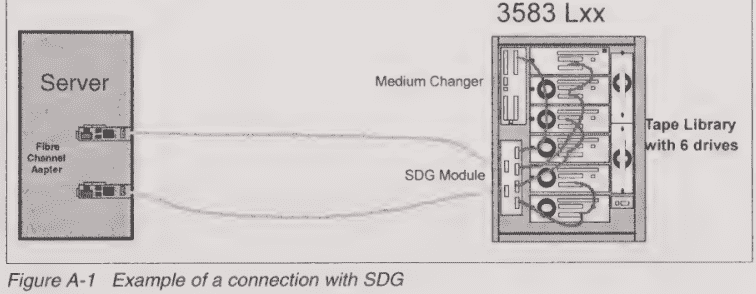 3583 Lxx
Server
Medium Changer
Fibre
Channel
Aapter
Tape Library
with 6 drives
SDG Module
Figure A-1 Example of a connection with SDG